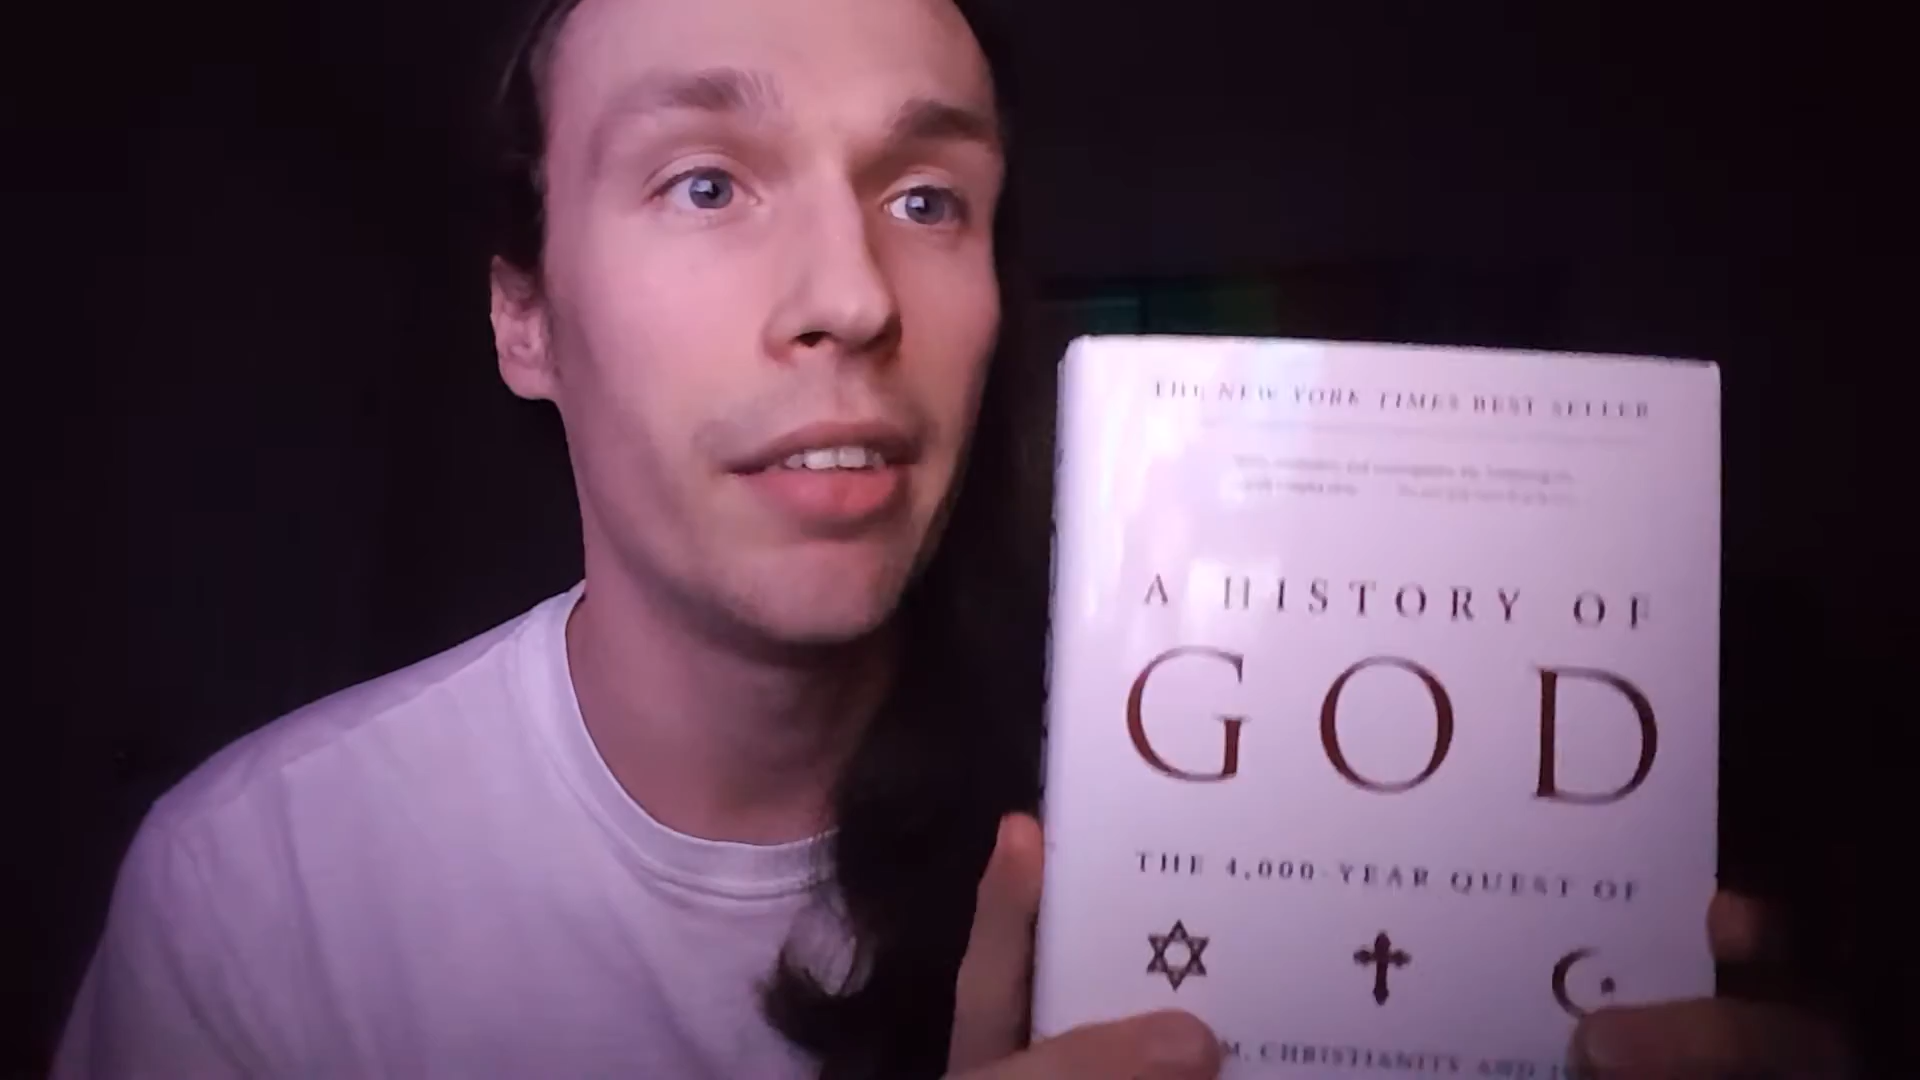 THE NEW YORK TIMES BEST SELLER
A HISTORY OF
GOD
THE 4,000-YEAR QUEST OF
CHRISTIANITY AND